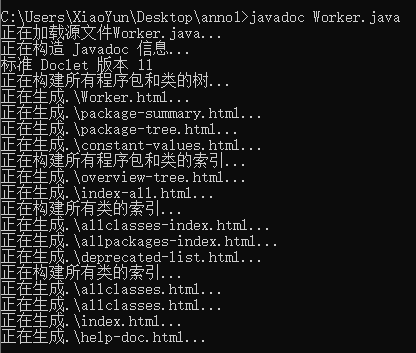 C:\Users\XiaoYun\Desktop\anno1>javadoc Worker.java
正在加载源文件Worker.java...
正在构造 Javadoc 信息...
标准 Doclet 版本 11
正在构建所有程序包和类的树...
正在生成.\Worker.html...
正在生成.\package-summary.html...
正在生成.\package-tree.html...
正在生成.\constant-values.html...
正在构建所有程序包和类的索引...
正在生成.\overview-tree.html...
正在生成.\index-all.html...
正在构建所有类的索引...
正在生成.\allclasses-index.html...
正在生成.\allpackages-index.html...
正在生成.\deprecated-list.html...
正在构建所有类的索引...
正在生成.\allclasses.html...
正在生成.\allclasses.html...
正在生成.\index.html...
正在生成.\help-doc.html...